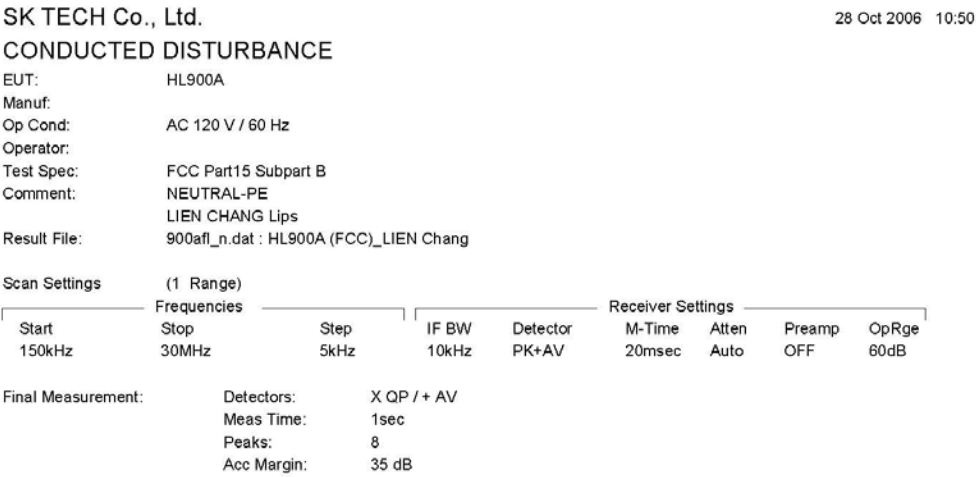 SK TECH Co., Ltd. 28 Oct 2006 10:50
CONDUCTED DISTURBANCE
EUT: HL900A
Manuf:
Op Cond: AC 120 V / 60 Hz
Operator:
Test Spec: FCC Part15 Subpart B
Comment: NEUTRAL-PE
LIEN CHANG Lips
Result File: 900afl_n.dat : HL900A (FCC)_LIEN Chang
Scan Settings (1 Range)
Frequencies Receiver Settings
Start Stop Step IF BW Detector M-Time Atten Preamp OpRge
150kHz 30MHz 5kHz 10kHz PK+AV 20msec Auto OFF 60dB
Final Measurement: Detectors: X QP / + AV
Meas Time: 1sec
Peaks: 8
Acc Margin: 35 dB